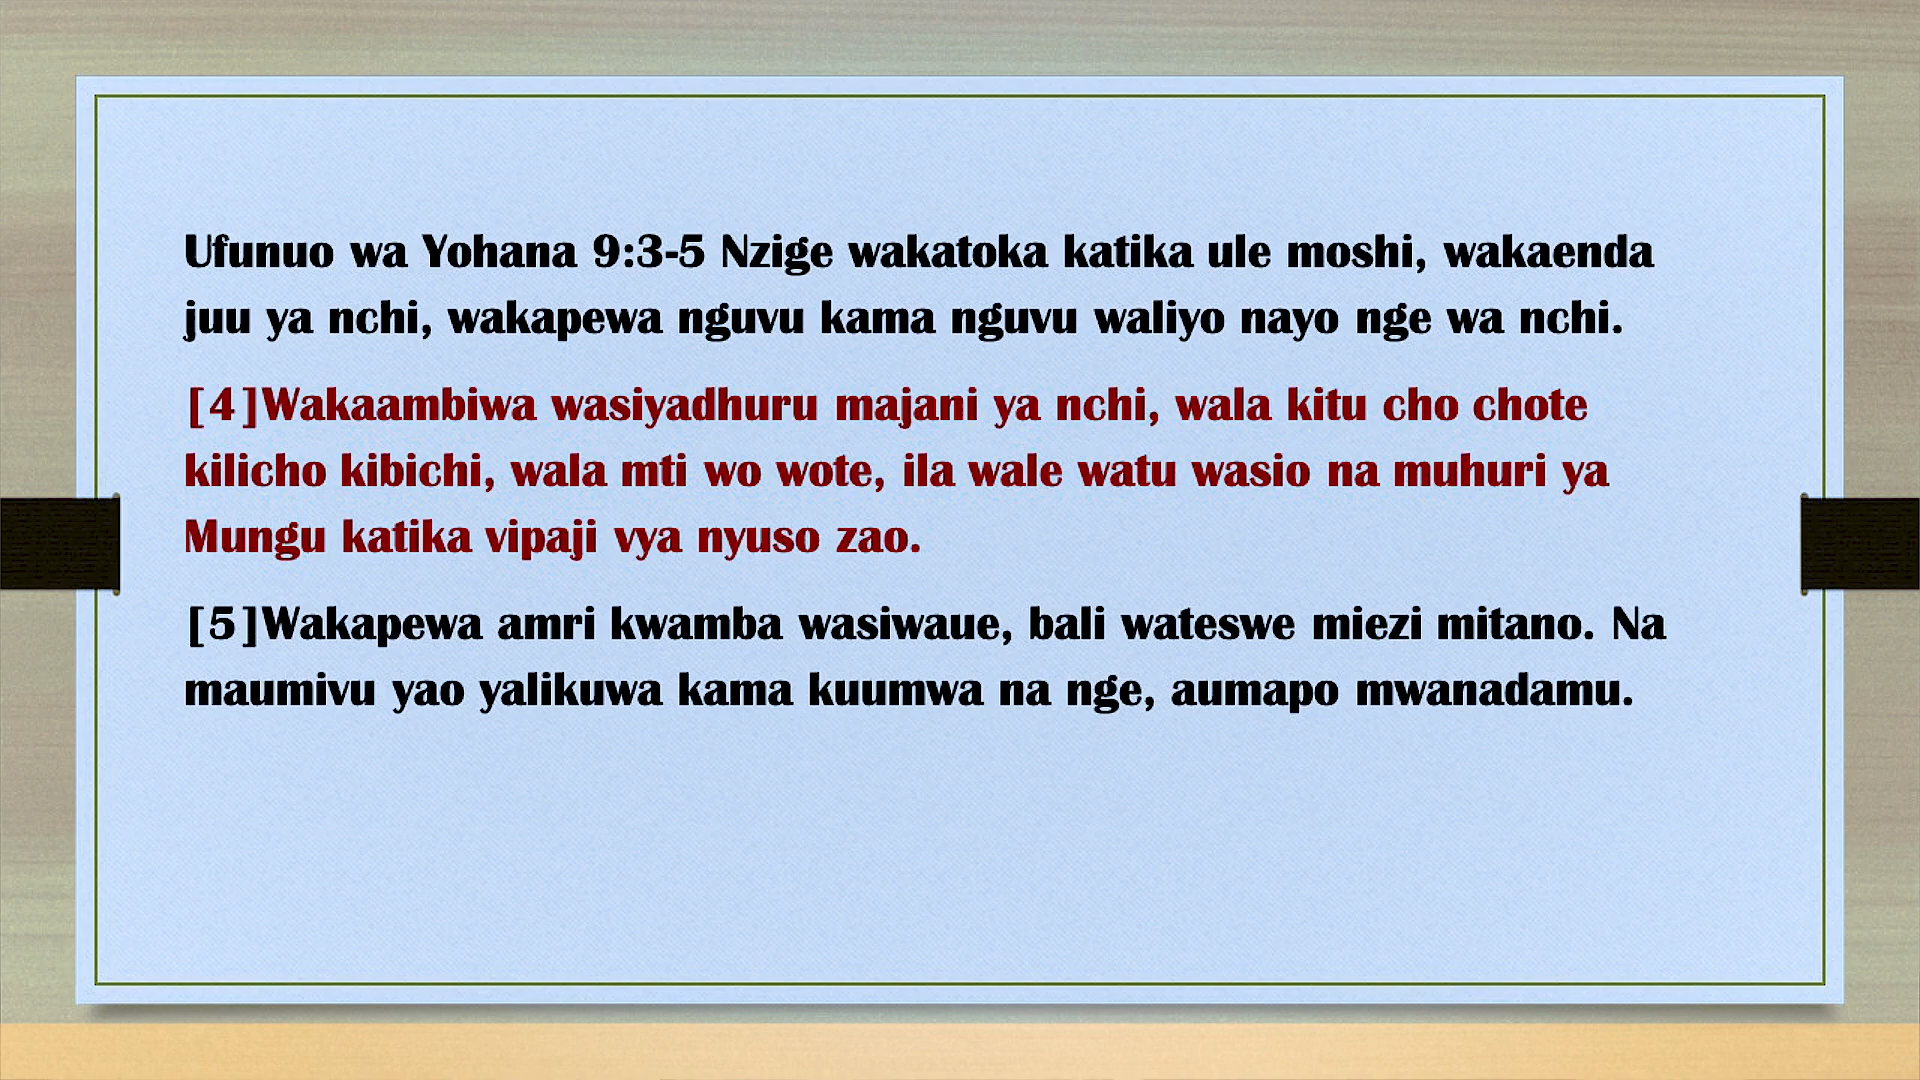 Ufunuo wa Yohana 9:3-5 Nzige wakatoka katika ule moshi, wakaenda
juu ya nchi, wakapewa nguvu kama nguvu waliyo nayo nge wa nchi.
[4]Wakaambiwa wasiyadhuru majani ya nchi, wala kitu cho chote
kilicho kibichi, wala mti wo wote, ila wale watu wasio na muhuri ya
Mungu katika vipaji vya nyuso zao.
[5]Wakapewa amri kwamba wasiwaue, bali wateswe miezi mitano. Na
maumivu yao yalikuwa kama kuumwa na nge, aumapo mwanadamu.